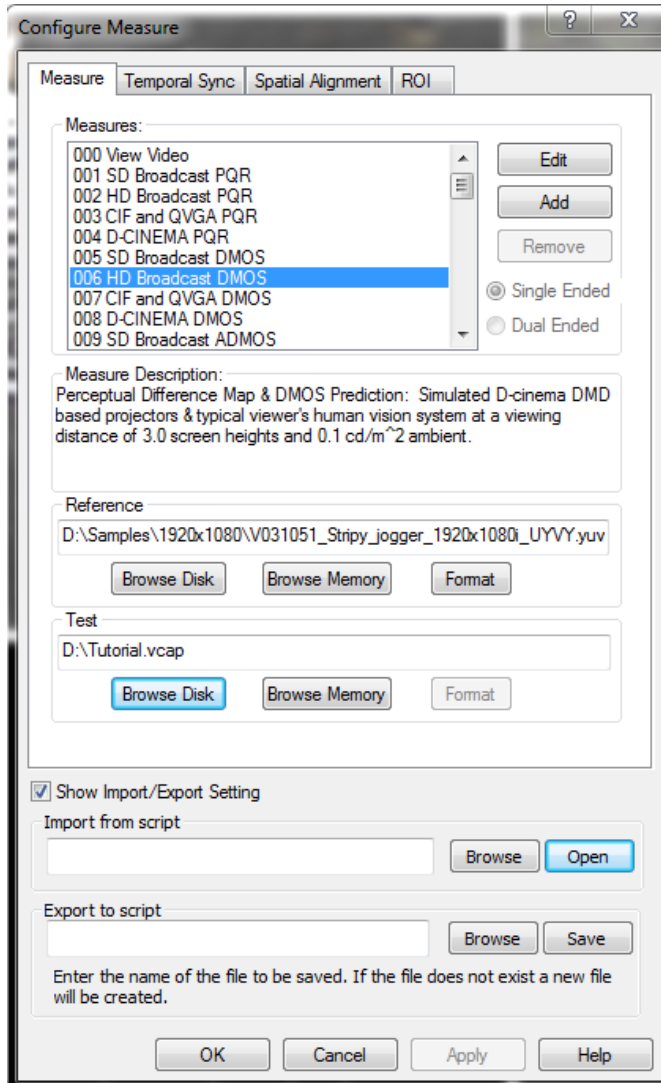 Configure Measure
Measure
Temporal Sync
Spatial Alignment
ROI
Measures:
000 View Video
001 SD Broadcast PQR
002 HD Broadcast PQR
003 CIF and QVGA PQR
004 D-CINEMA PQR
005 SD Broadcast DMOS
006 HD Broadcast DMOS
007 CIF and QVGA DMOS
008 D-CINEMA DMOS
009 SD Broadcast ADMOS
Edit
Add
Remove
Single Ended
Dual Ended
Measure Description:
Perceptual Difference Map & DMOS Prediction: Simulated D-cinema DMD
based projectors & typical viewer's human vision system at a viewing
distance of 3.0 screen heights and 0.1 cd/m^2 ambient.
Reference
D:\Samples\1920x1080\V031051_Stripy_jogger_1920x1080i_UYVY.yuv
Browse Disk
Browse Memory
Format
Test
D:\Tutorial.vcap
Browse Disk
Browse Memory
Format
Show Import/Export Setting
Import from script
Browse
Open
Export to script
Browse
Save
Enter the name of the file to be saved. If the file does not exist a new file
will be created.
OK
Cancel
Apply
Help